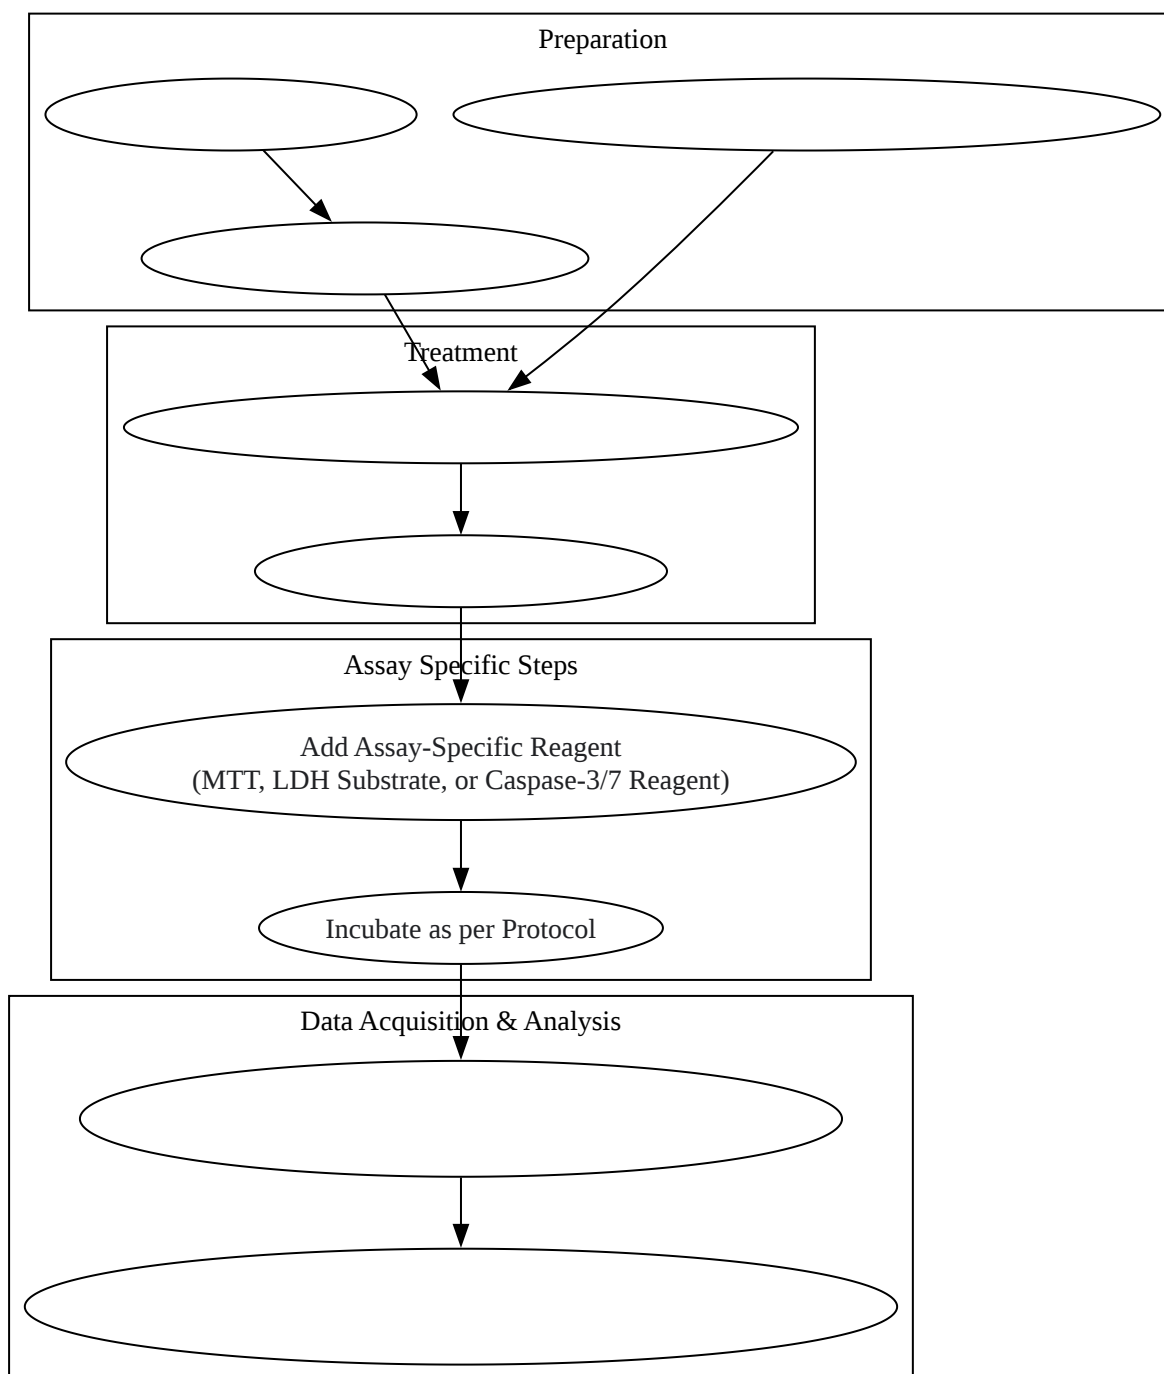 Preparation
Treatment
Assay Specific Steps
Add Assay-Specific Reagent
(MTT, LDH Substrate, or Caspase-3/7 Reagent)
Incubate as per Protocol
Data Acquisition & Analysis